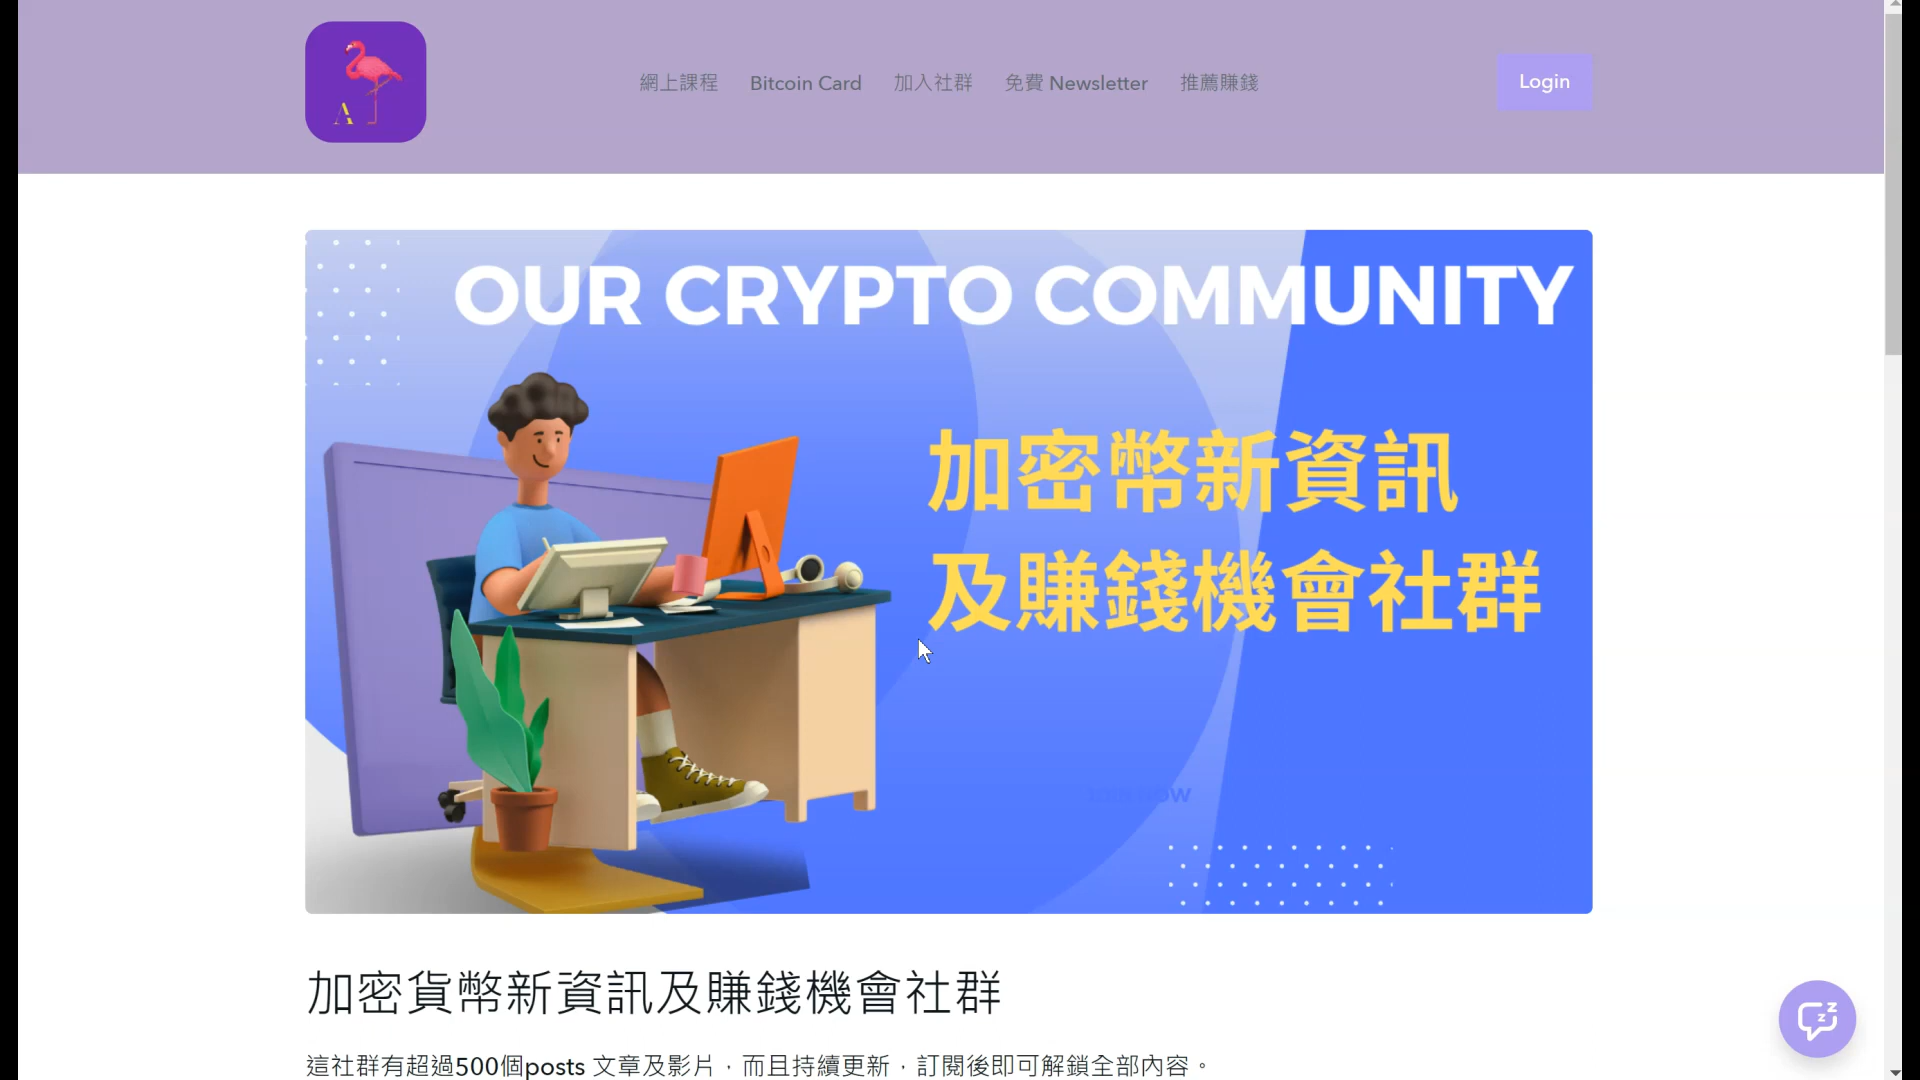 A
網上課程
Bitcoin Card
加入社群
免費 Newsletter
推薦賺錢
Login
OUR CRYPTO COMMUNITY
加密幣新資訊
及賺錢機會社群
加密貨幣新資訊及賺錢機會社群
這社群有超過500個posts 文章及影片，而且持續更新，訂閱後即可解鎖全部內容。